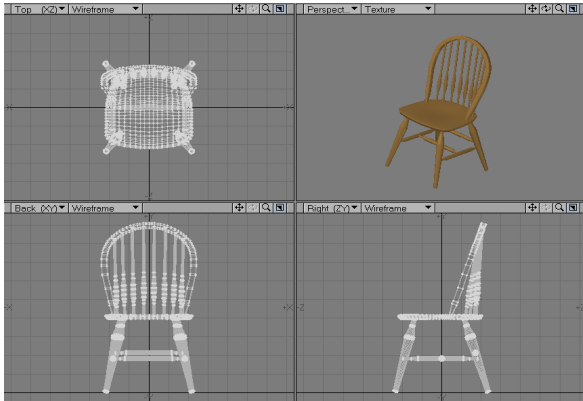 Top (XZ) Wireframe
Perspect... Texture
Back (XY) Wireframe
Right (ZY) Wireframe